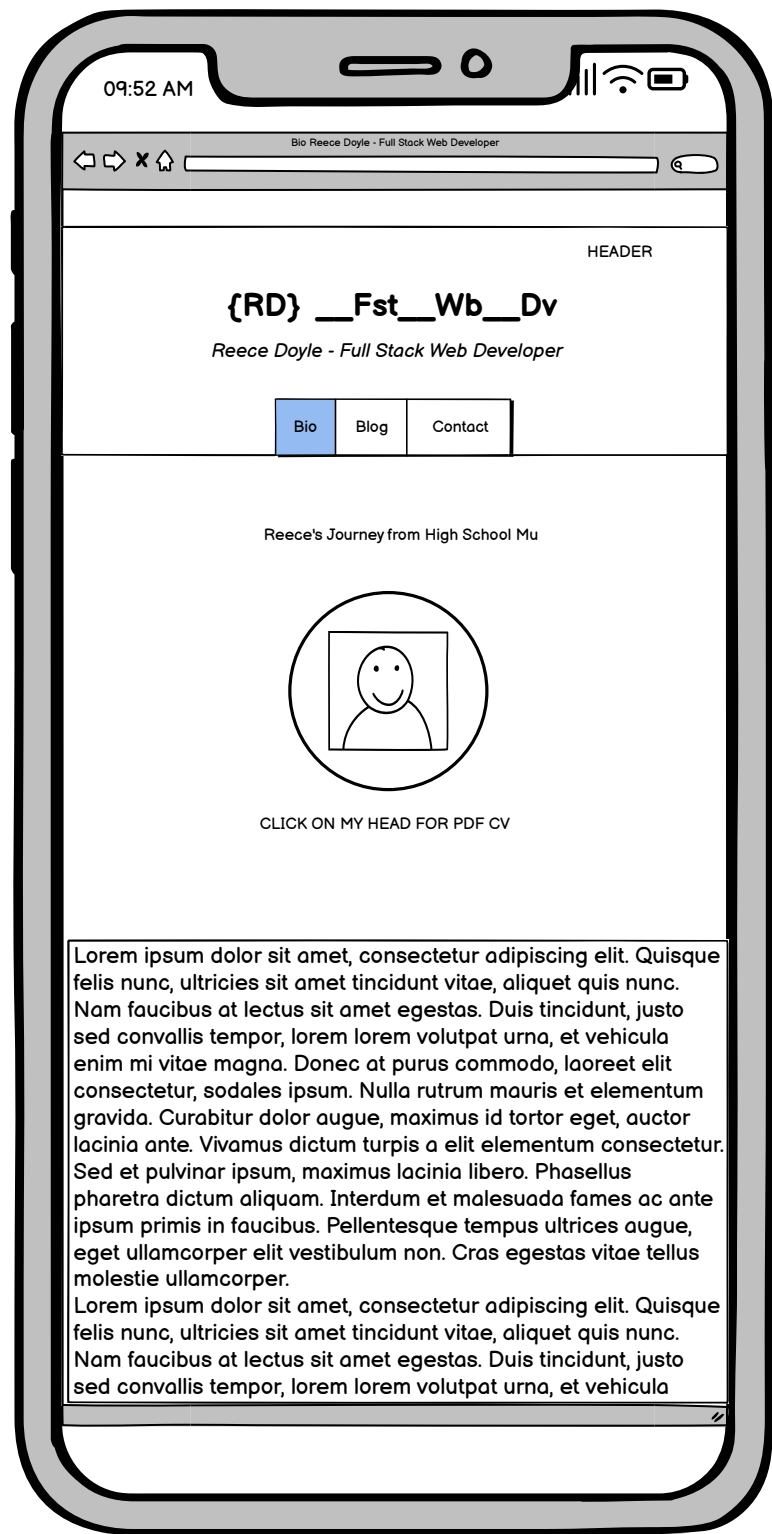 09:52 AM
Bio Reece Doyle - Full Stack Web Developer
HEADER
{RD} __Fst__Wb__Dv
Reece Doyle - Full Stack Web Developer
Bio Blog Contact
Reece's Journey from High School Mu
CLICK ON MY HEAD FOR PDF CV
Lorem ipsum dolor sit amet, consectetur adipiscing elit. Quisque
felis nunc, ultricies sit amet tincidunt vitae, aliquet quis nunc.
Nam faucibus at lectus sit amet egestas. Duis tincidunt, justo
sed convallis tempor, lorem lorem volutpat urna, et vehicula
enim mi vitae magna. Donec at purus commodo, laoreet elit
consectetur, sodales ipsum. Nulla rutrum mauris et elementum
gravida. Curabitur dolor augue, maximus id tortor eget, auctor
lacinia ante. Vivamus dictum turpis a elit elementum consectetur.
Sed et pulvinar ipsum, maximus lacinia libero. Phasellus
pharetra dictum aliquam. Interdum et malesuada fames ac ante
ipsum primis in faucibus. Pellentesque tempus ultrices augue,
eget ullamcorper elit vestibulum non. Cras egestas vitae tellus
molestie ullamcorper.
Lorem ipsum dolor sit amet, consectetur adipiscing elit. Quisque
felis nunc, ultricies sit amet tincidunt vitae, aliquet quis nunc.
Nam faucibus at lectus sit amet egestas. Duis tincidunt, justo
sed convallis tempor, lorem lorem volutpat urna, et vehicula